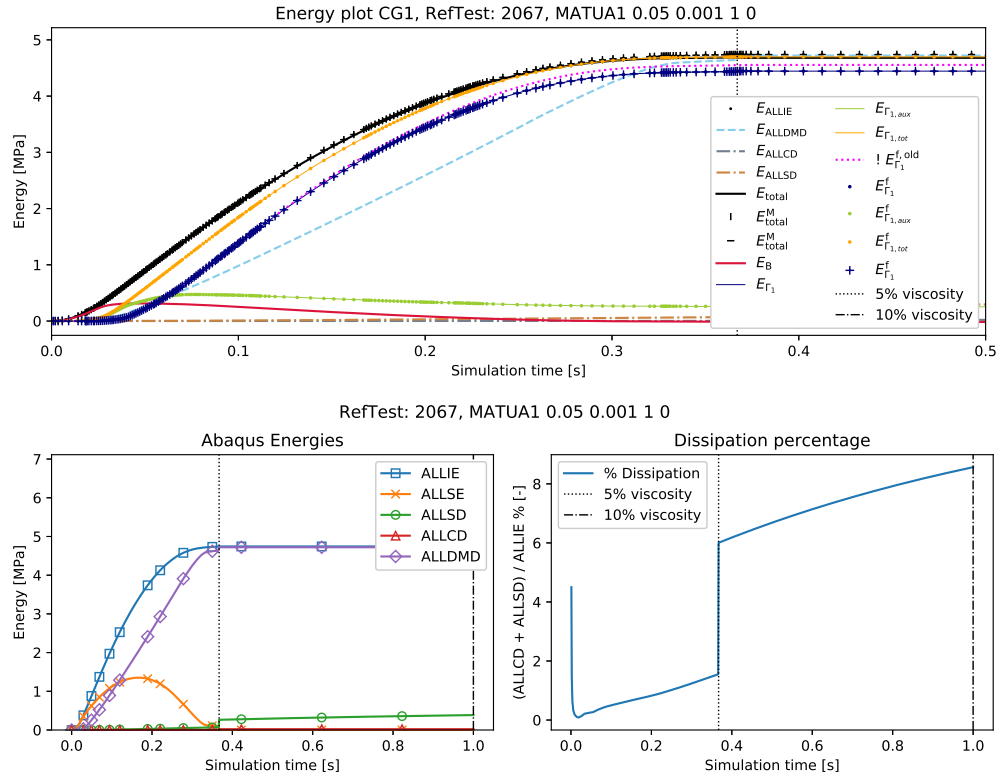 Energy plot CG1, RefTest: 2067, MATUA1 0.05 0.001 1 0
5
4
3
2
1
0
Energy [MPa]
0.0 0.1 0.2 0.3 0.4 0.5
Simulation time [s]
E_ALLIE
E_ALLDMD
E_ALLCD
E_ALLSD
E_total
E^M_total
E^M_total
E_B
E_Γ₁
E_Γ₁,aux
E_Γ₁,tot
! E^f,old_Γ₁
E^f_Γ₁
E^f_Γ₁,aux
E^f_Γ₁,tot
E^f_Γ₁
5% viscosity
10% viscosity
RefTest: 2067, MATUA1 0.05 0.001 1 0
Abaqus Energies
7
6
5
4
3
2
1
0
Energy [MPa]
0.0 0.2 0.4 0.6 0.8 1.0
Simulation time [s]
ALLIE
ALLSE
ALLSD
ALLCD
ALLDMD
Dissipation percentage
8
6
4
2
0
(ALLCD + ALLSD) / ALLIE % [-]
0.0 0.2 0.4 0.6 0.8 1.0
Simulation time [s]
% Dissipation
5% viscosity
10% viscosity